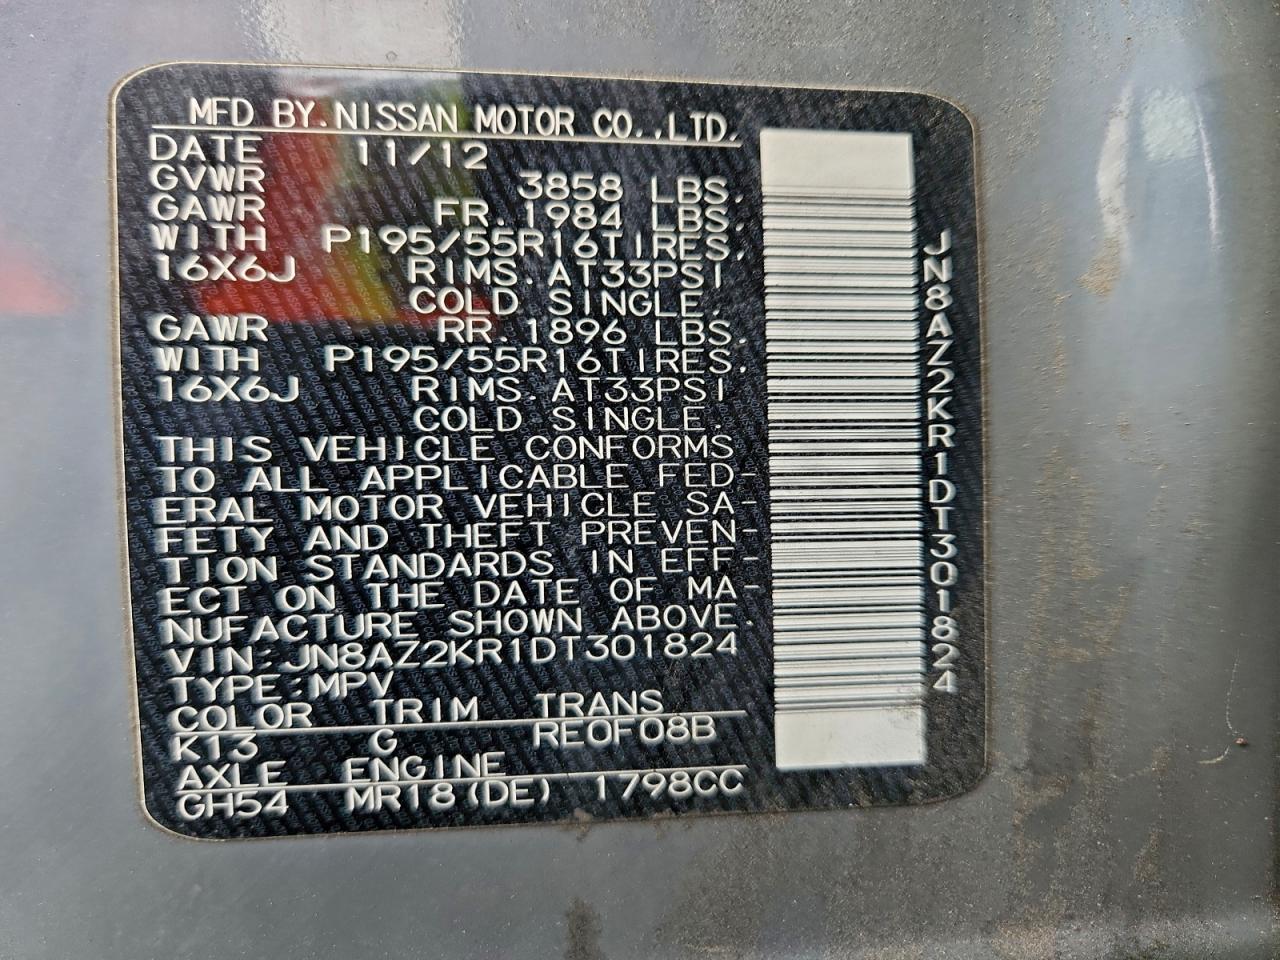 MFD BY.NISSAN MOTOR CO.,LTD.
DATE 11/12
GVWR 3858 LBS.
GAWR FR.1984 LBS.
WITH P195/55R16TIRES.
16X6J RIMS.AT33PSI
COLD SINGLE.
GAWR RR.1896 LBS.
WITH P195/55R16TIRES.
16X6J RIMS.AT33PSI
COLD SINGLE.
THIS VEHICLE CONFORMS
TO ALL APPLICABLE FED-
ERAL MOTOR VEHICLE SA-
FETY AND THEFT PREVEN-
TION STANDARDS IN EFF-
ECT ON THE DATE OF MA-
NUFACTURE SHOWN ABOVE.
VIN:JN8AZ2KR1DT301824
TYPE:MPV
COLOR TRIM TRANS
K13 G RE0F08B
AXLE ENGINE
GH54 MR18(DE) 1798CC
JN8AZ2KR1DT301824